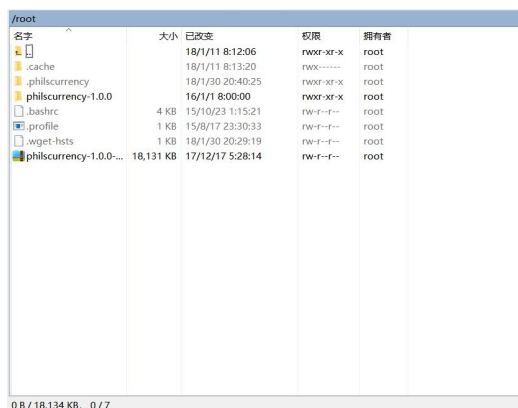 /root
名字 大小 已改变 权限 拥有者
.. 18/1/11 8:12:06 rwxr-xr-x root
.cache 18/1/11 8:13:20 rwx------ root
.philscurrency 18/1/30 20:40:25 rwxr-xr-x root
philscurrency-1.0.0 16/1/1 8:00:00 rwxr-xr-x root
.bashrc 4 KB 15/10/23 1:15:21 rw-r--r-- root
.profile 1 KB 15/8/17 23:30:33 rw-r--r-- root
.wget-hsts 1 KB 18/1/30 20:29:19 rw-r--r-- root
philscurrency-1.0.0-... 18,131 KB 17/12/17 5:28:14 rw-r--r-- root
0 B / 18,134 KB, 0 / 7